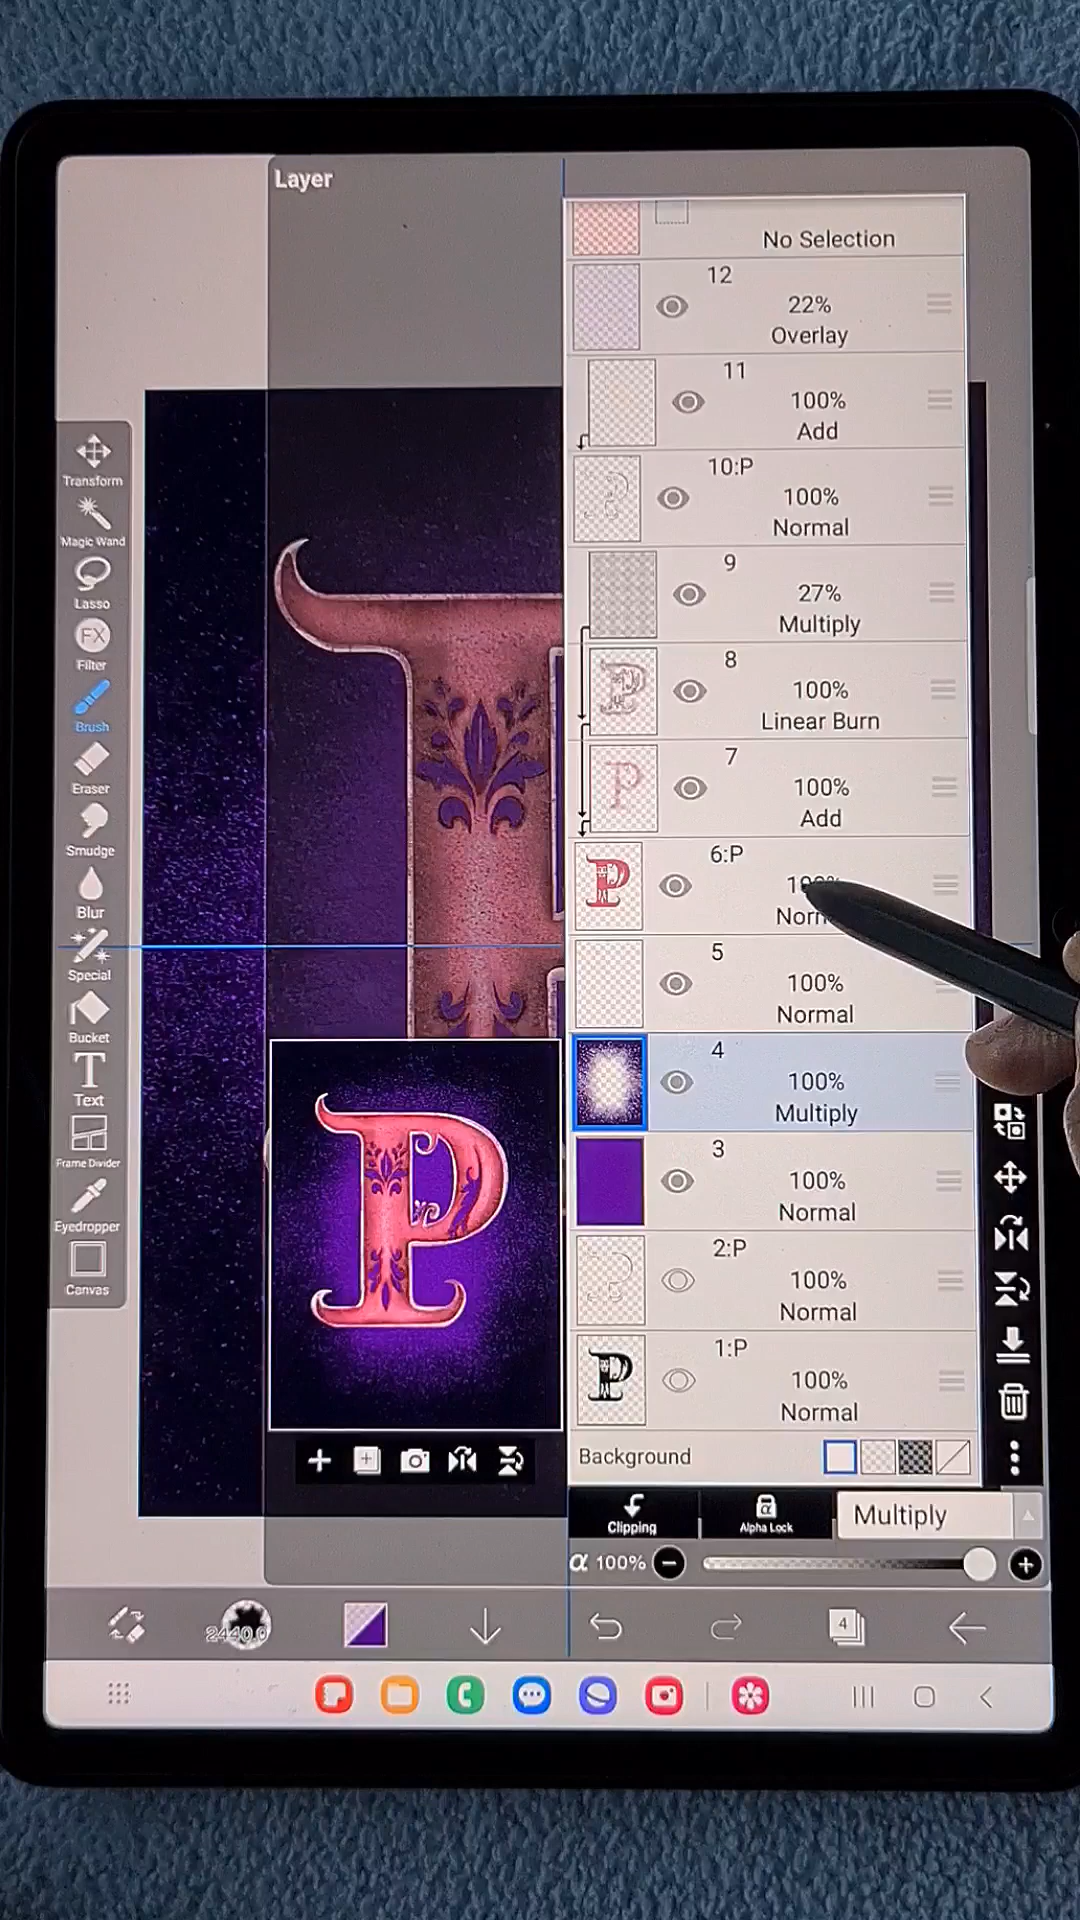 Layer
No Selection
12
22%
Overlay
11
100%
Add
10:P
100%
Normal
9
27%
Multiply
8
100%
Linear Burn
7
100%
Add
6:P
5
100%
Normal
4
100%
Multiply
3
100%
Normal
2:P
100%
Normal
1:P
100%
Normal
Background
Clipping
Alpha Lock
Multiply
α 100%
Transform
Magic Wand
Lasso
FX
Filter
Brush
Eraser
Smudge
Blur
Special
Bucket
T
Text
Frame Divider
Eyedropper
Canvas
P
2440.0
4